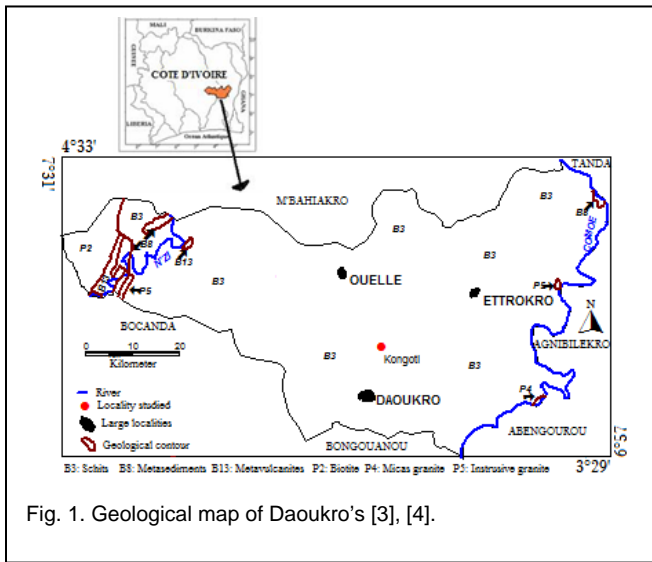 MALI
BURKINA FASO
GUINEE
COTE D'IVOIRE
GHANA
LIBERIA
Ocean Atlantique
4°33'
7°31'
TANDA
M'BAHIAKRO
B3
B3
B3
B8
P2
B8
N'ZI
COMOE
B13
B3
B3
OUELLE
P5
B13
P5
ETTROKRO
N
BOCANDA
AGNIBILEKRO
0 10 20
Kilometer
B3
Kongoti
B3
River
Locality studied
P4
Large localities
DAOUKRO
Geological contour
ABENGOUROU
BONGOUANOU
6°57
3°29'
B3: Schits B8: Metasediments B13: Metavulcanites P2: Biotite P4: Micas granite P5: Instrusive granite
Fig. 1. Geological map of Daoukro's [3], [4].